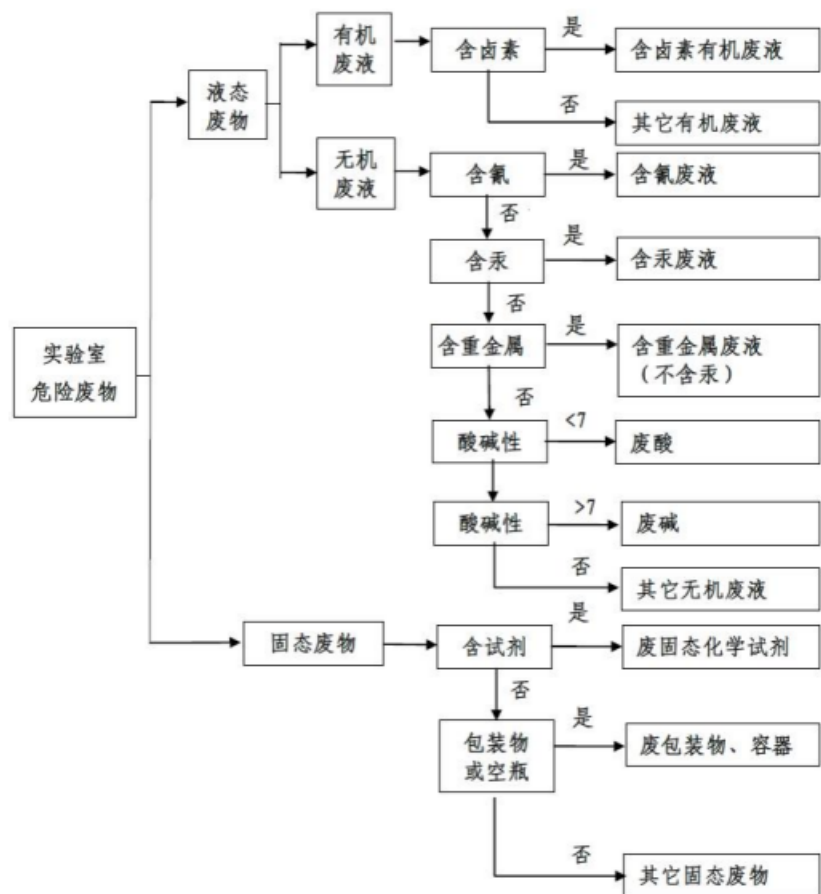 有机
废液
含卤素
是
含卤素有机废液
液态
废物
否
其它有机废液
无机
废液
含氰
是
含氰废液
否
含汞
是
含汞废液
否
实验室
危险废物
含重金属
是
含重金属废液
（不含汞）
否
酸碱性
<7
废酸
酸碱性
>7
废碱
否
其它无机废液
固态废物
含试剂
是
废固态化学试剂
否
包装物
或空瓶
是
废包装物、容器
否
其它固态废物